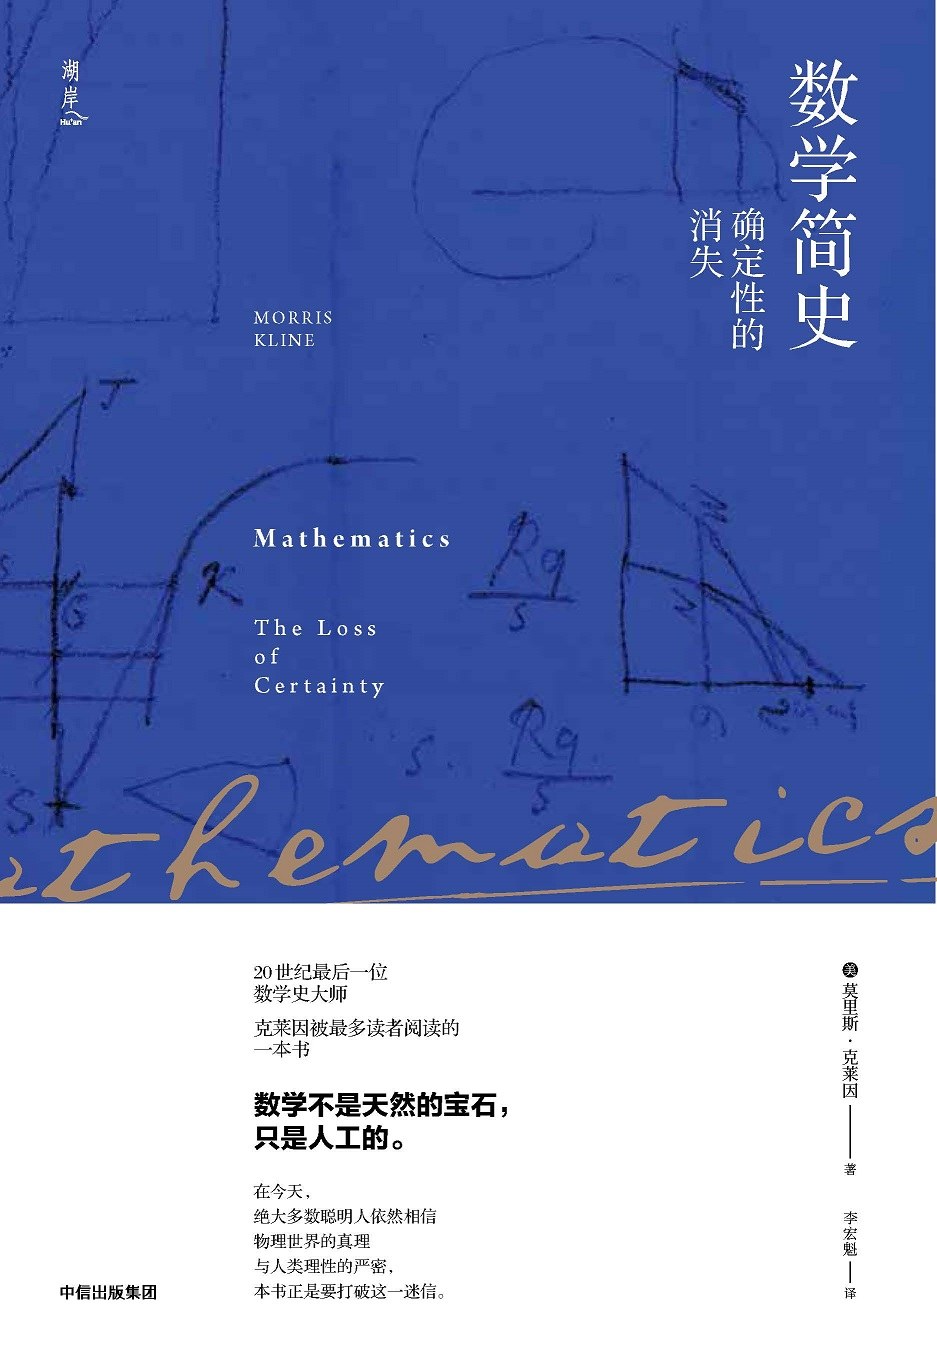 湖岸
Hu'an
数学简史
确定性的
消失
MORRIS
KLINE
Mathematics
The Loss
of
Certainty
J
K
G
Rq
s
S.
Rq
s
S
athematics
20世纪最后一位
数学史大师
克莱因被最多读者阅读的
一本书
数学不是天然的宝石，
只是人工的。
在今天，
绝大多数聪明人依然相信
物理世界的真理
与人类理性的严密，
本书正是要打破这一迷信。
美 莫里斯·克莱因——著
李宏魁——译
中信出版集团